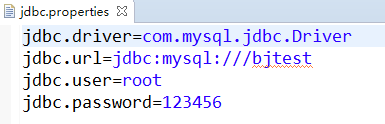 jdbc.properties
jdbc.driver=com.mysql.jdbc.Driver
jdbc.url=jdbc:mysql:///bjtest
jdbc.user=root
jdbc.password=123456